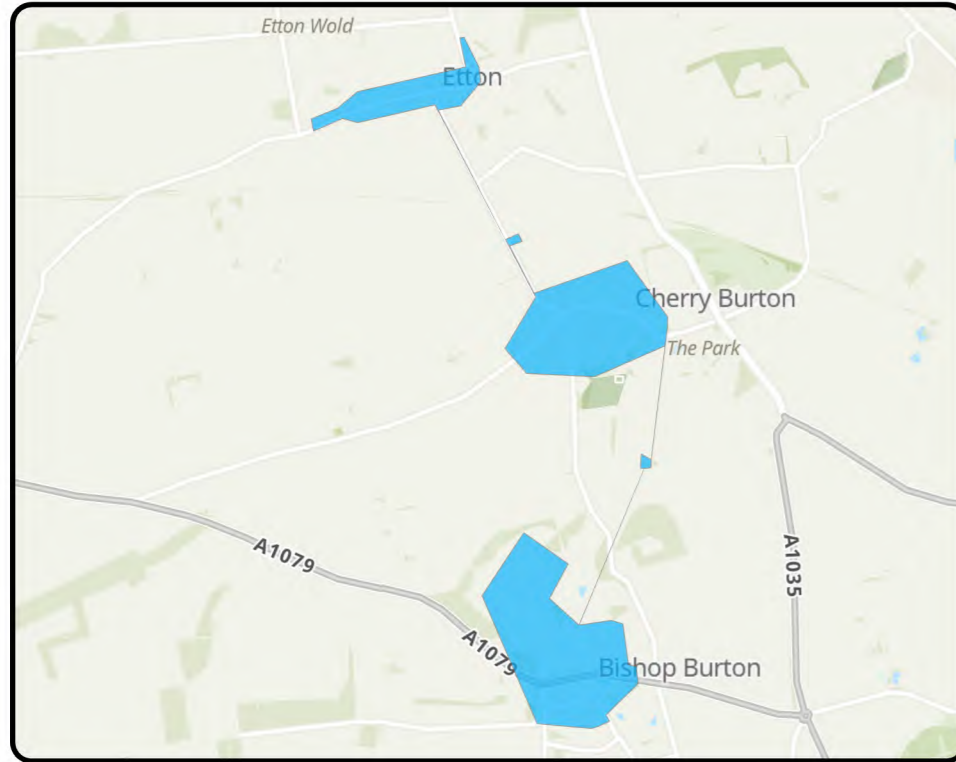 Etton Wold
Etton
Cherry Burton
The Park
A1079
A1035
A1079
Bishop Burton